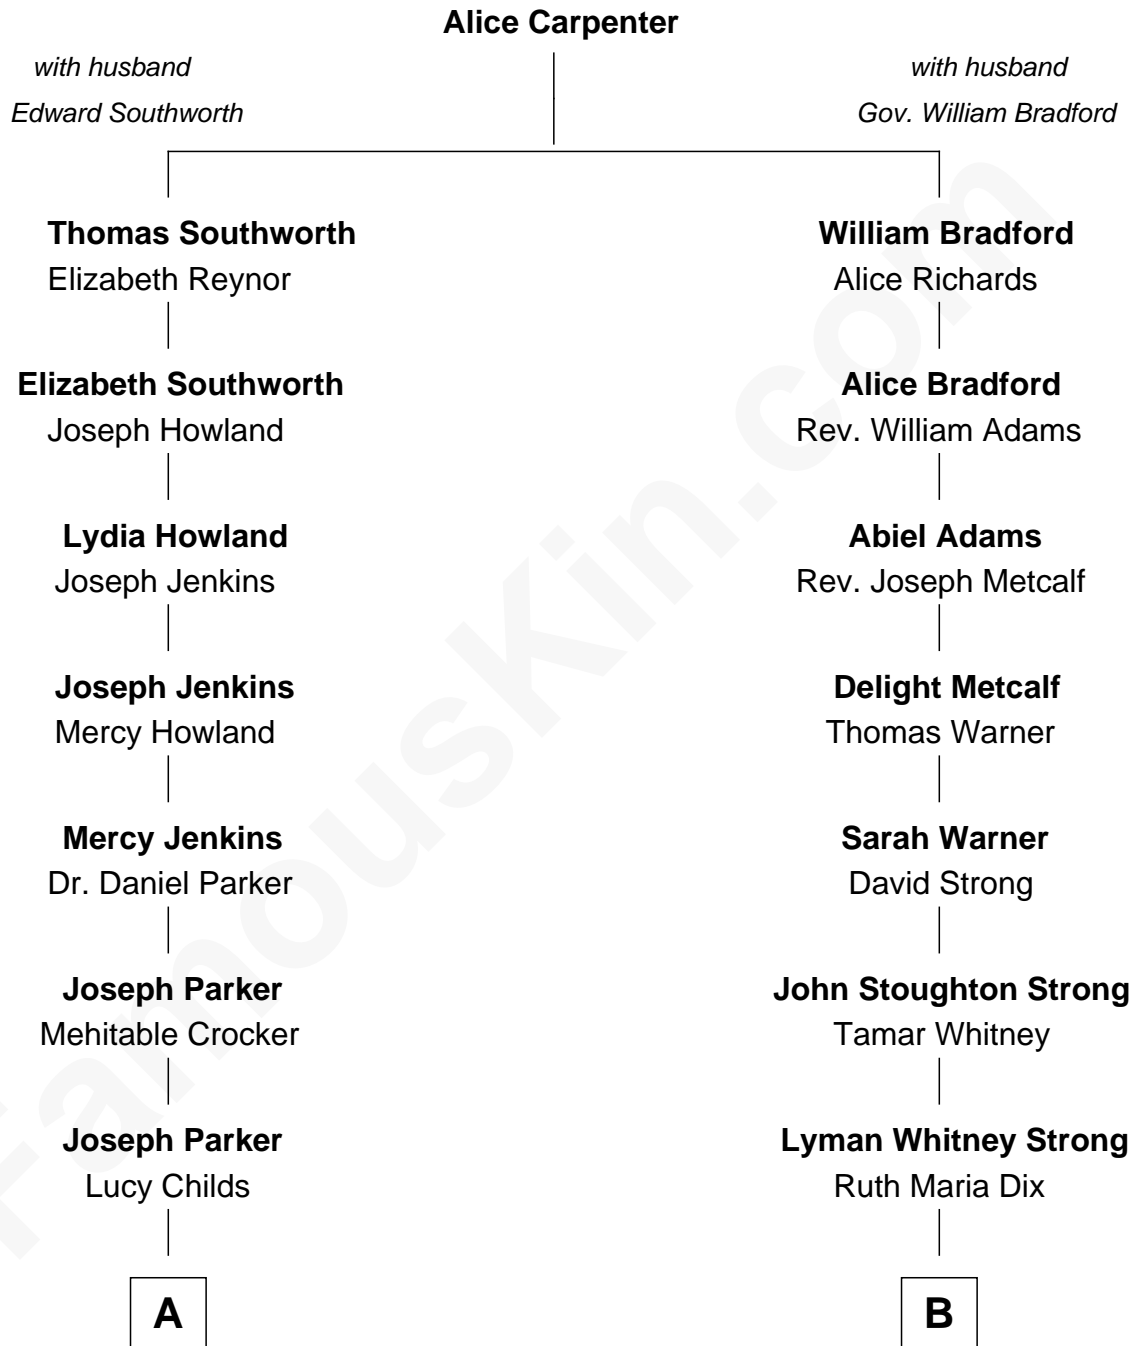 Alice Carpenter
with husband
Edward Southworth
with husband
Gov. William Bradford
Thomas Southworth
Elizabeth Reynor
William Bradford
Alice Richards
Elizabeth Southworth
Joseph Howland
Alice Bradford
Rev. William Adams
Lydia Howland
Joseph Jenkins
Abiel Adams
Rev. Joseph Metcalf
Joseph Jenkins
Mercy Howland
Delight Metcalf
Thomas Warner
Mercy Jenkins
Dr. Daniel Parker
Sarah Warner
David Strong
Joseph Parker
Mehitable Crocker
John Stoughton Strong
Tamar Whitney
Joseph Parker
Lucy Childs
Lyman Whitney Strong
Ruth Maria Dix
A
B
FamousKin.com